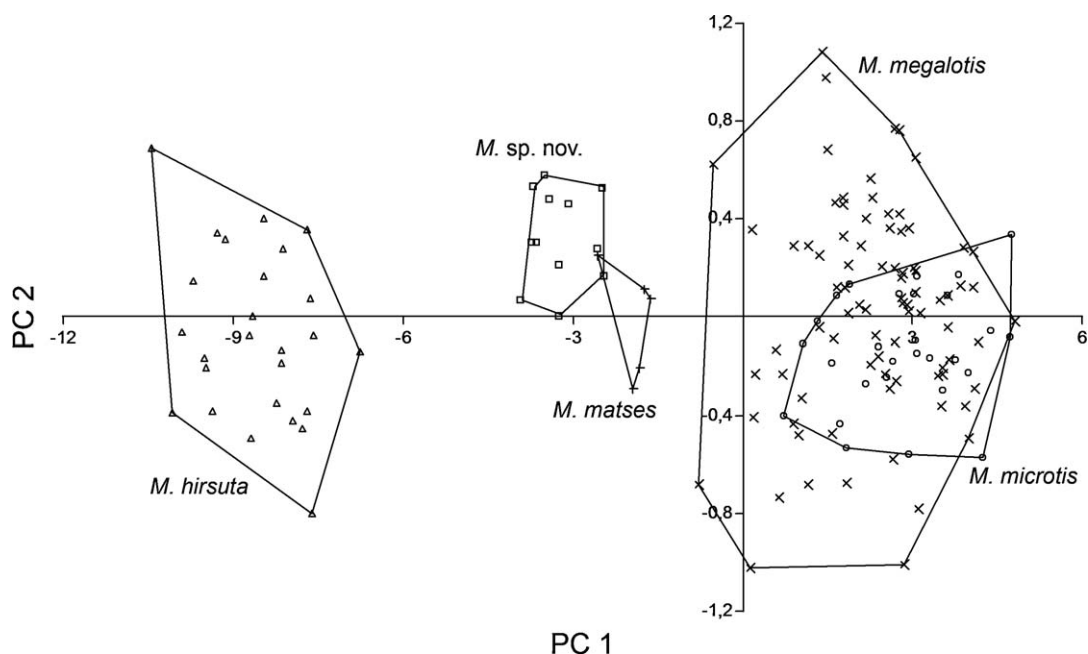 1,2
M. megalotis
0,8
M. sp. nov.
0,4
PC 2
-12 -9 -6 -3 3 6
M. matses
-0,4
M. hirsuta
M. microtis
-0,8
-1,2
PC 1